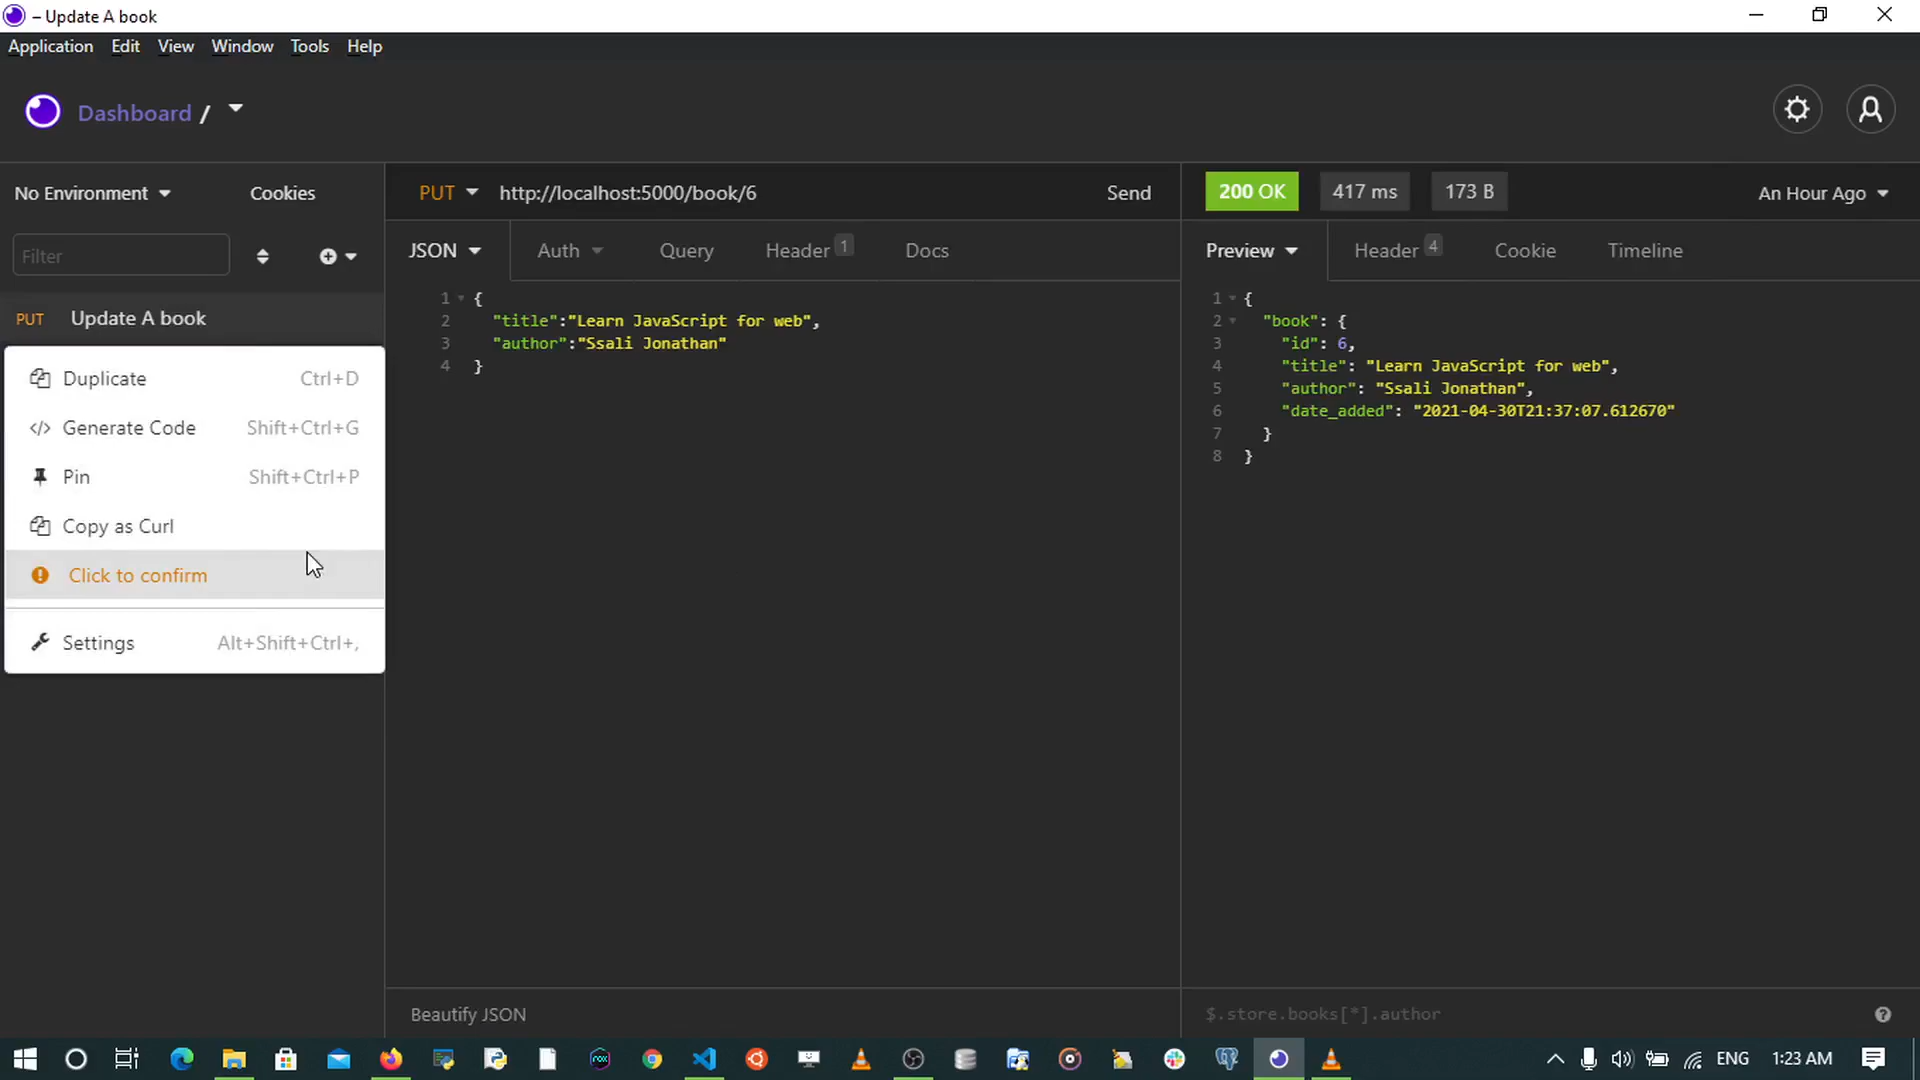 – Update A book
Application Edit View Window Tools Help
Dashboard /
No Environment Cookies
PUT http://localhost:5000/book/6 Send
200 OK 417 ms 173 B An Hour Ago
Filter
JSON Auth Query Header 1 Docs
Preview Header 4 Cookie Timeline
PUT Update A book
Duplicate Ctrl+D
Generate Code Shift+Ctrl+G
Pin Shift+Ctrl+P
Copy as Curl
Click to confirm
Settings Alt+Shift+Ctrl+,
1 {
2 "title":"Learn JavaScript for web",
3 "author":"Ssali Jonathan"
4 }
1 {
2 "book": {
3 "id": 6,
4 "title": "Learn JavaScript for web",
5 "author": "Ssali Jonathan",
6 "date_added": "2021-04-30T21:37:07.612670"
7 }
8 }
Beautify JSON
$.store.books[*].author
ENG 1:23 AM